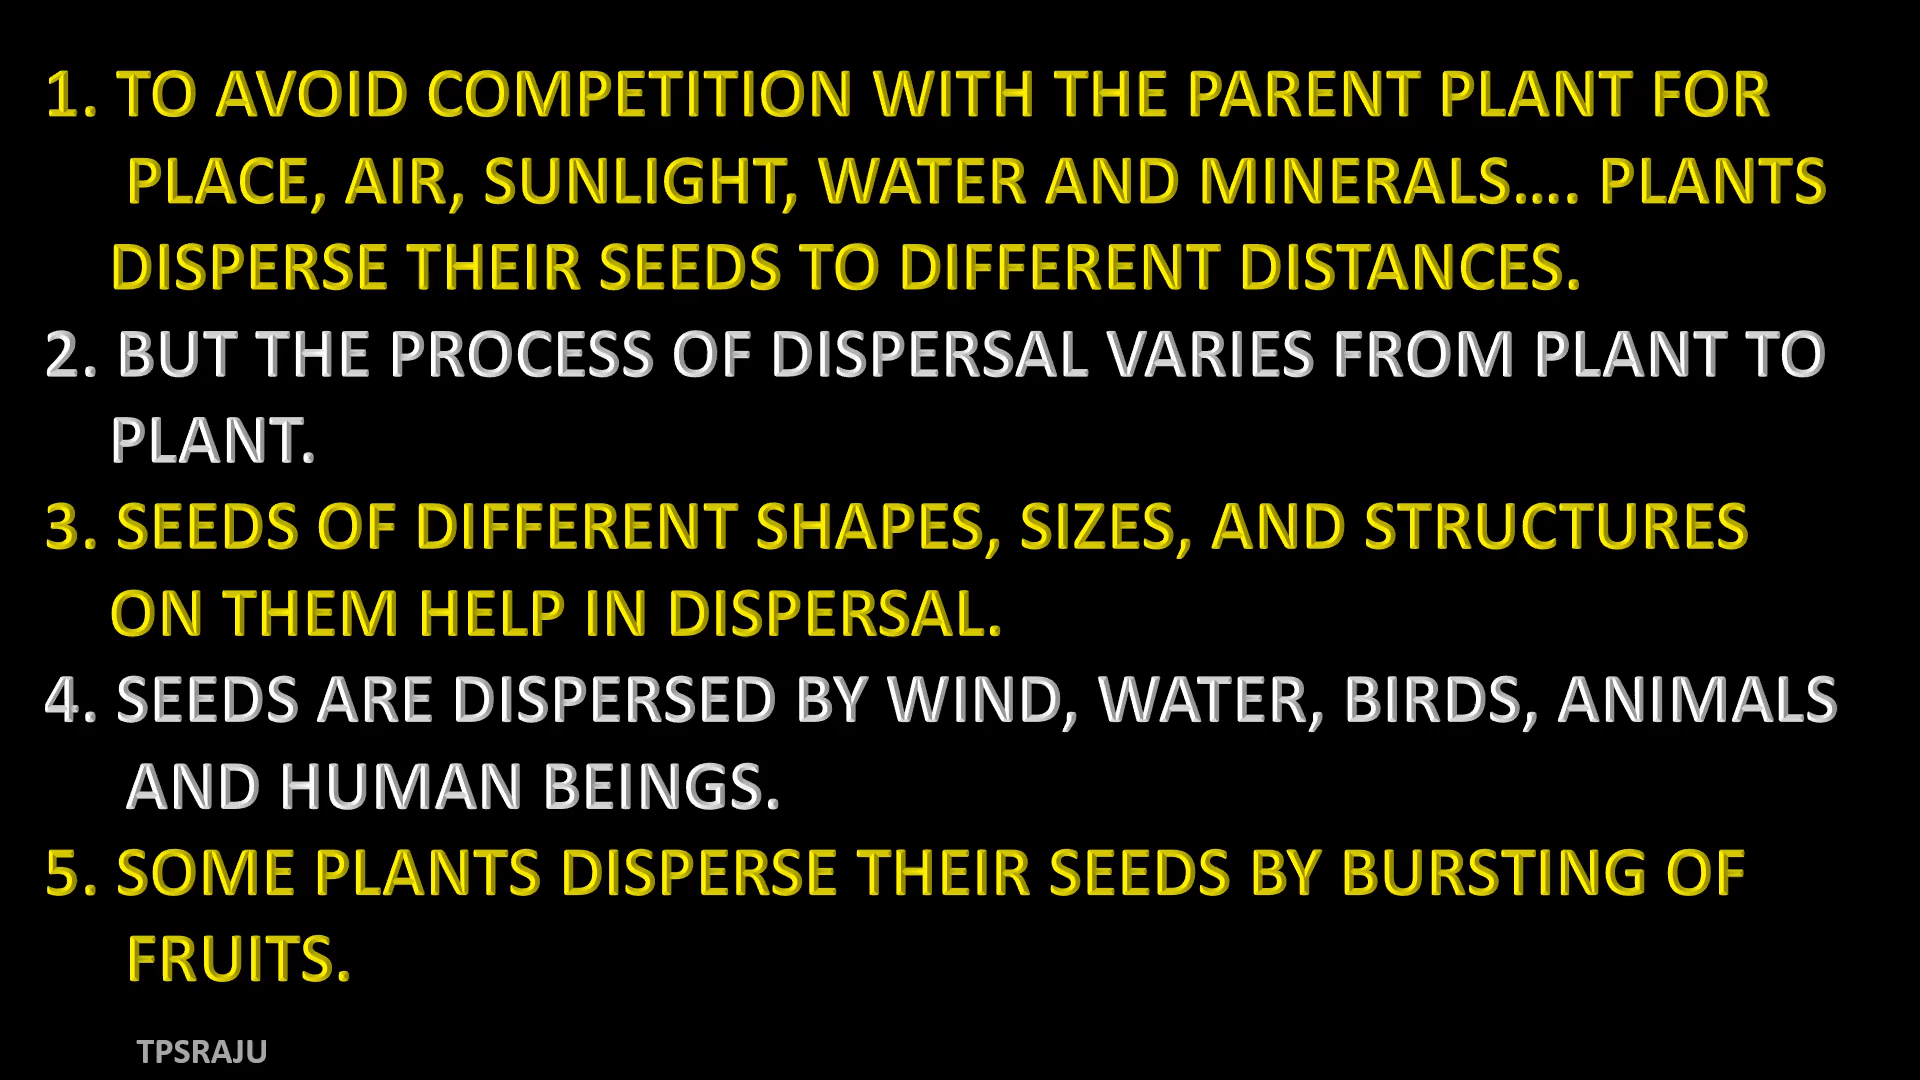 1. TO AVOID COMPETITION WITH THE PARENT PLANT FOR
PLACE, AIR, SUNLIGHT, WATER AND MINERALS.... PLANTS
DISPERSE THEIR SEEDS TO DIFFERENT DISTANCES.
2. BUT THE PROCESS OF DISPERSAL VARIES FROM PLANT TO
PLANT.
3. SEEDS OF DIFFERENT SHAPES, SIZES, AND STRUCTURES
ON THEM HELP IN DISPERSAL.
4. SEEDS ARE DISPERSED BY WIND, WATER, BIRDS, ANIMALS
AND HUMAN BEINGS.
5. SOME PLANTS DISPERSE THEIR SEEDS BY BURSTING OF
FRUITS.
TPSRAJU